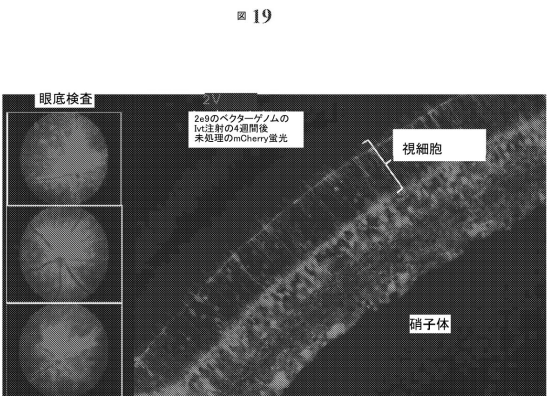 図 19
眼底検査
2V
2e9のベクターゲノムの
Ivt注射の4週間後
未処理のmCherry蛍光
視細胞
硝子体